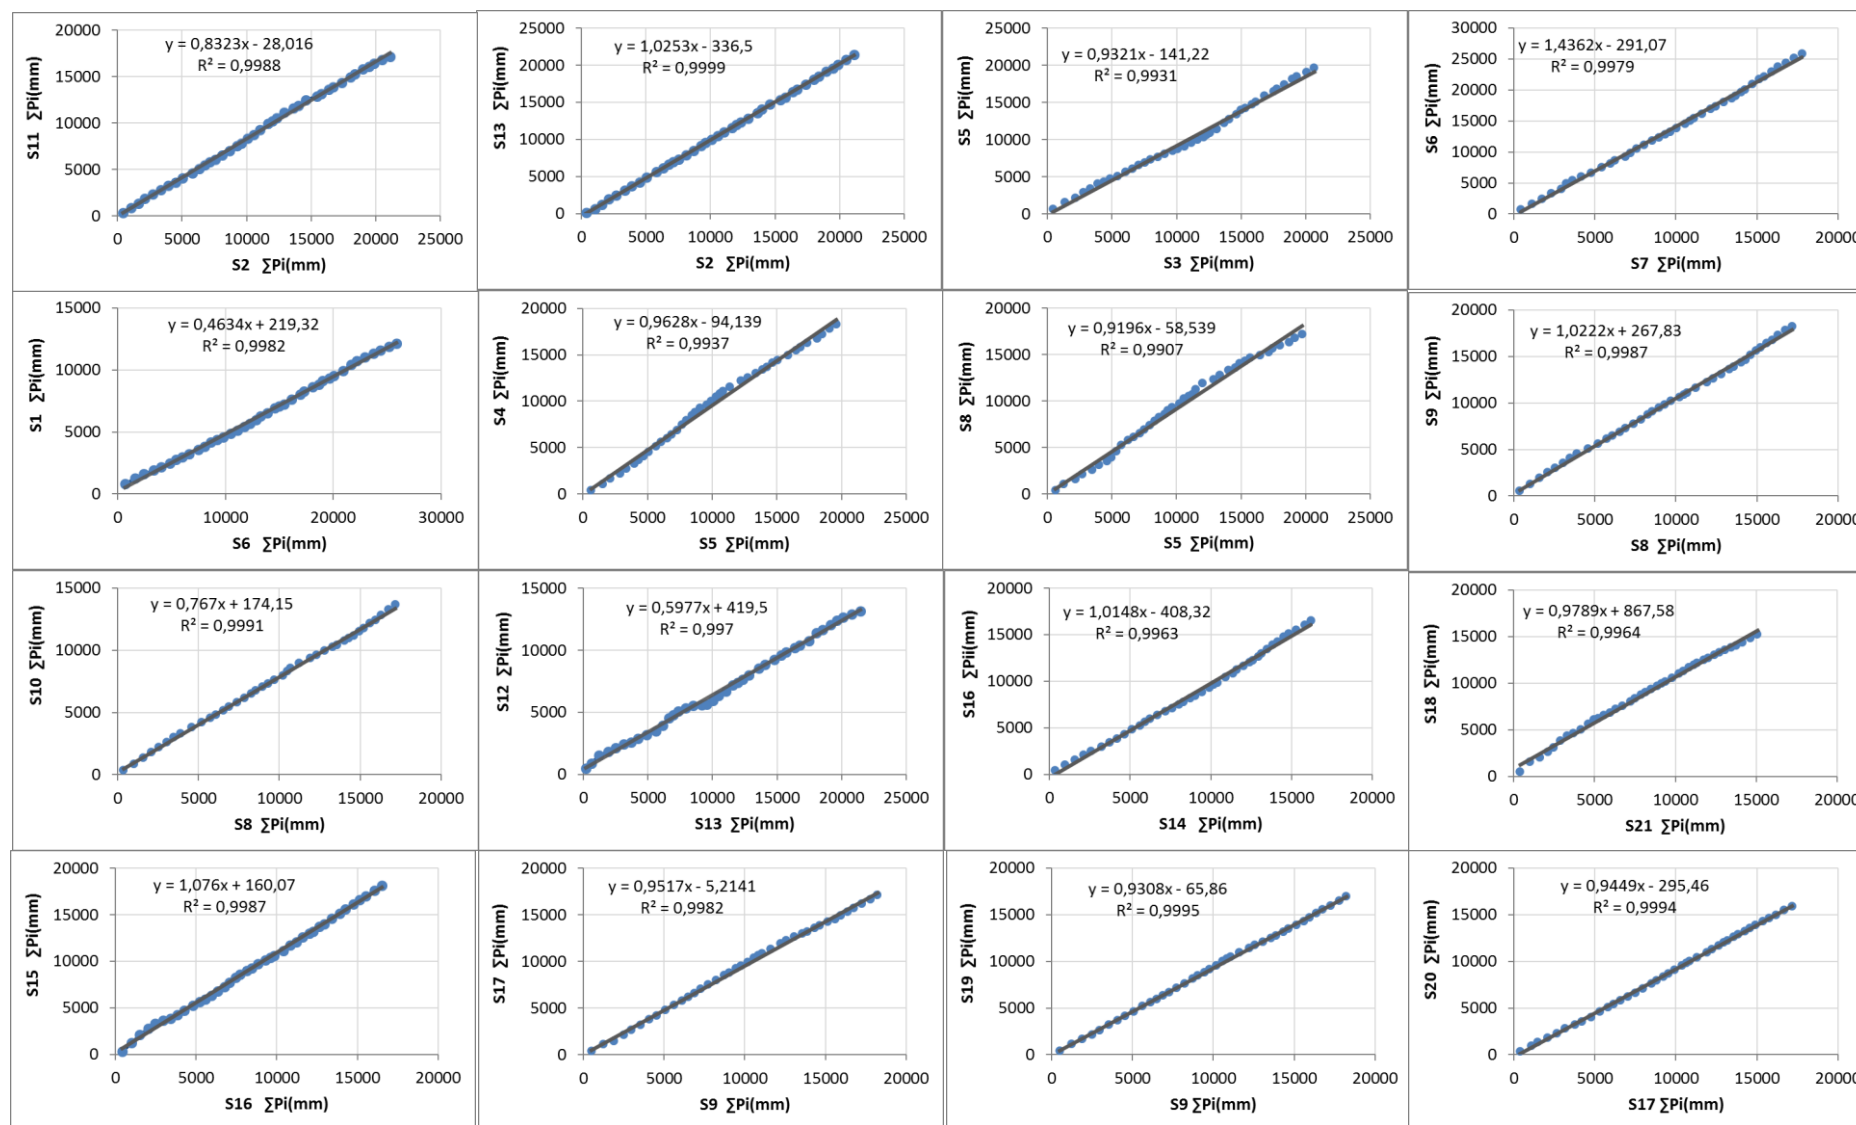 y = 0,8323x - 28,016
R² = 0,9988
S11 ∑Pi(mm)
20000
15000
10000
5000
0
0 5000 10000 15000 20000 25000
S2 ∑Pi(mm)
y = 1,0253x - 336,5
R² = 0,9999
S13 ∑Pi(mm)
25000
20000
15000
10000
5000
0
0 5000 10000 15000 20000 25000
S2 ∑Pi(mm)
y = 0,9321x - 141,22
R² = 0,9931
S5 ∑Pi(mm)
25000
20000
15000
10000
5000
0
0 5000 10000 15000 20000 25000
S3 ∑Pi(mm)
y = 1,4362x - 291,07
R² = 0,9979
S6 ∑Pi(mm)
30000
25000
20000
15000
10000
5000
0
0 5000 10000 15000 20000
S7 ∑Pi(mm)
y = 0,4634x + 219,32
R² = 0,9982
S1 ∑Pi(mm)
15000
10000
5000
0
0 10000 20000 30000
S6 ∑Pi(mm)
y = 0,9628x - 94,139
R² = 0,9937
S4 ∑Pi(mm)
20000
15000
10000
5000
0
0 5000 10000 15000 20000 25000
S5 ∑Pi(mm)
y = 0,9196x - 58,539
R² = 0,9907
S8 ∑Pi(mm)
20000
15000
10000
5000
0
0 5000 10000 15000 20000 25000
S5 ∑Pi(mm)
y = 1,0222x + 267,83
R² = 0,9987
S9 ∑Pi(mm)
20000
15000
10000
5000
0
0 5000 10000 15000 20000
S8 ∑Pi(mm)
y = 0,767x + 174,15
R² = 0,9991
S10 ∑Pi(mm)
15000
10000
5000
0
0 5000 10000 15000 20000
S8 ∑Pi(mm)
y = 0,5977x + 419,5
R² = 0,997
S12 ∑Pi(mm)
15000
10000
5000
0
0 5000 10000 15000 20000 25000
S13 ∑Pi(mm)
y = 1,0148x - 408,32
R² = 0,9963
S16 ∑Pii(mm)
20000
15000
10000
5000
0
0 5000 10000 15000 20000
S14 ∑Pi(mm)
y = 0,9789x + 867,58
R² = 0,9964
S18 ∑Pi(mm)
20000
15000
10000
5000
0
0 5000 10000 15000 20000
S21 ∑Pi(mm)
y = 1,076x + 160,07
R² = 0,9987
S15 ∑Pi(mm)
20000
15000
10000
5000
0
0 5000 10000 15000 20000
S16 ∑Pi(mm)
y = 0,9517x - 5,2141
R² = 0,9982
S17 ∑Pi(mm)
20000
15000
10000
5000
0
0 5000 10000 15000 20000
S9 ∑Pi(mm)
y = 0,9308x - 65,86
R² = 0,9995
S19 ∑Pi(mm)
20000
15000
10000
5000
0
0 5000 10000 15000 20000
S9 ∑Pi(mm)
y = 0,9449x - 295,46
R² = 0,9994
S20 ∑Pi(mm)
20000
15000
10000
5000
0
0 5000 10000 15000 20000
S17 ∑Pi(mm)